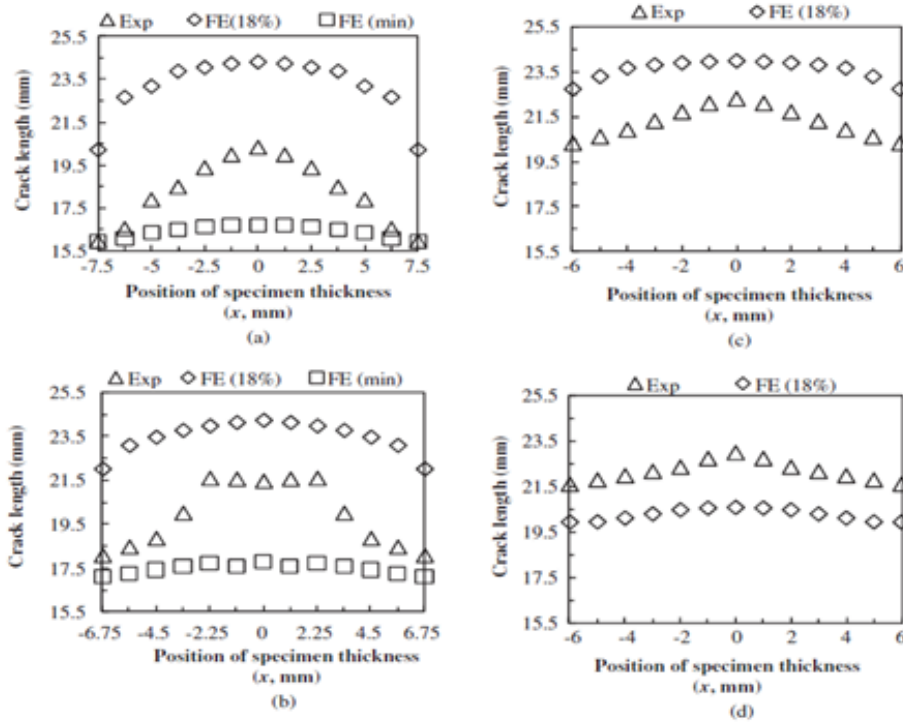 Exp FE(18%) FE (min)
25.5
23.5
21.5
19.5
17.5
15.5
Crack length (mm)
-7.5 -5 -2.5 0 2.5 5 7.5
Position of specimen thickness
(x, mm)
(a)
Exp FE (18%)
25.5
23.5
21.5
19.5
17.5
15.5
Crack length (mm)
-6 -4 -2 0 2 4 6
Position of specimen thickness
(x, mm)
(c)
Exp FE (18%) FE (min)
25.5
23.5
21.5
19.5
17.5
15.5
Crack length (mm)
-6.75 -4.5 -2.25 0 2.25 4.5 6.75
Position of specimen thickness
(x, mm)
(b)
Exp FE (18%)
25.5
23.5
21.5
19.5
17.5
15.5
Crack length (mm)
-6 -4 -2 0 2 4 6
Position of specimen thickness
(x, mm)
(d)